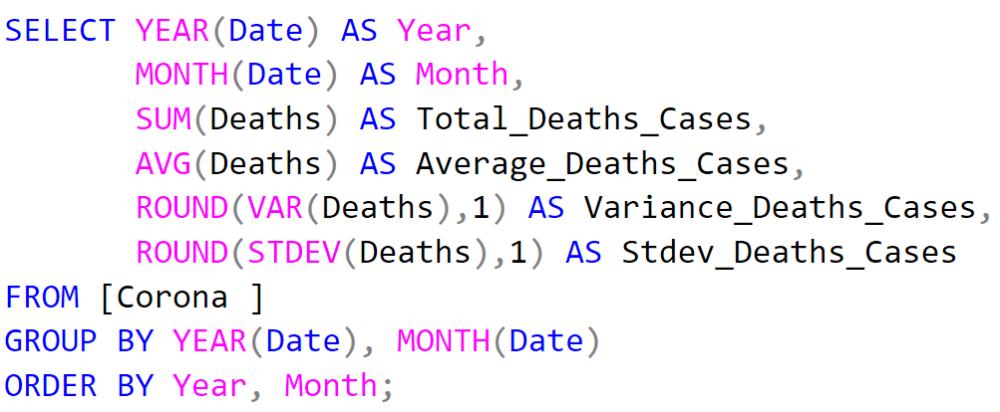 SELECT YEAR(Date) AS Year,
MONTH(Date) AS Month,
SUM(Deaths) AS Total_Deaths_Cases,
AVG(Deaths) AS Average_Deaths_Cases,
ROUND(VAR(Deaths),1) AS Variance_Deaths_Cases,
ROUND(STDEV(Deaths),1) AS Stdev_Deaths_Cases
FROM [Corona ]
GROUP BY YEAR(Date), MONTH(Date)
ORDER BY Year, Month;